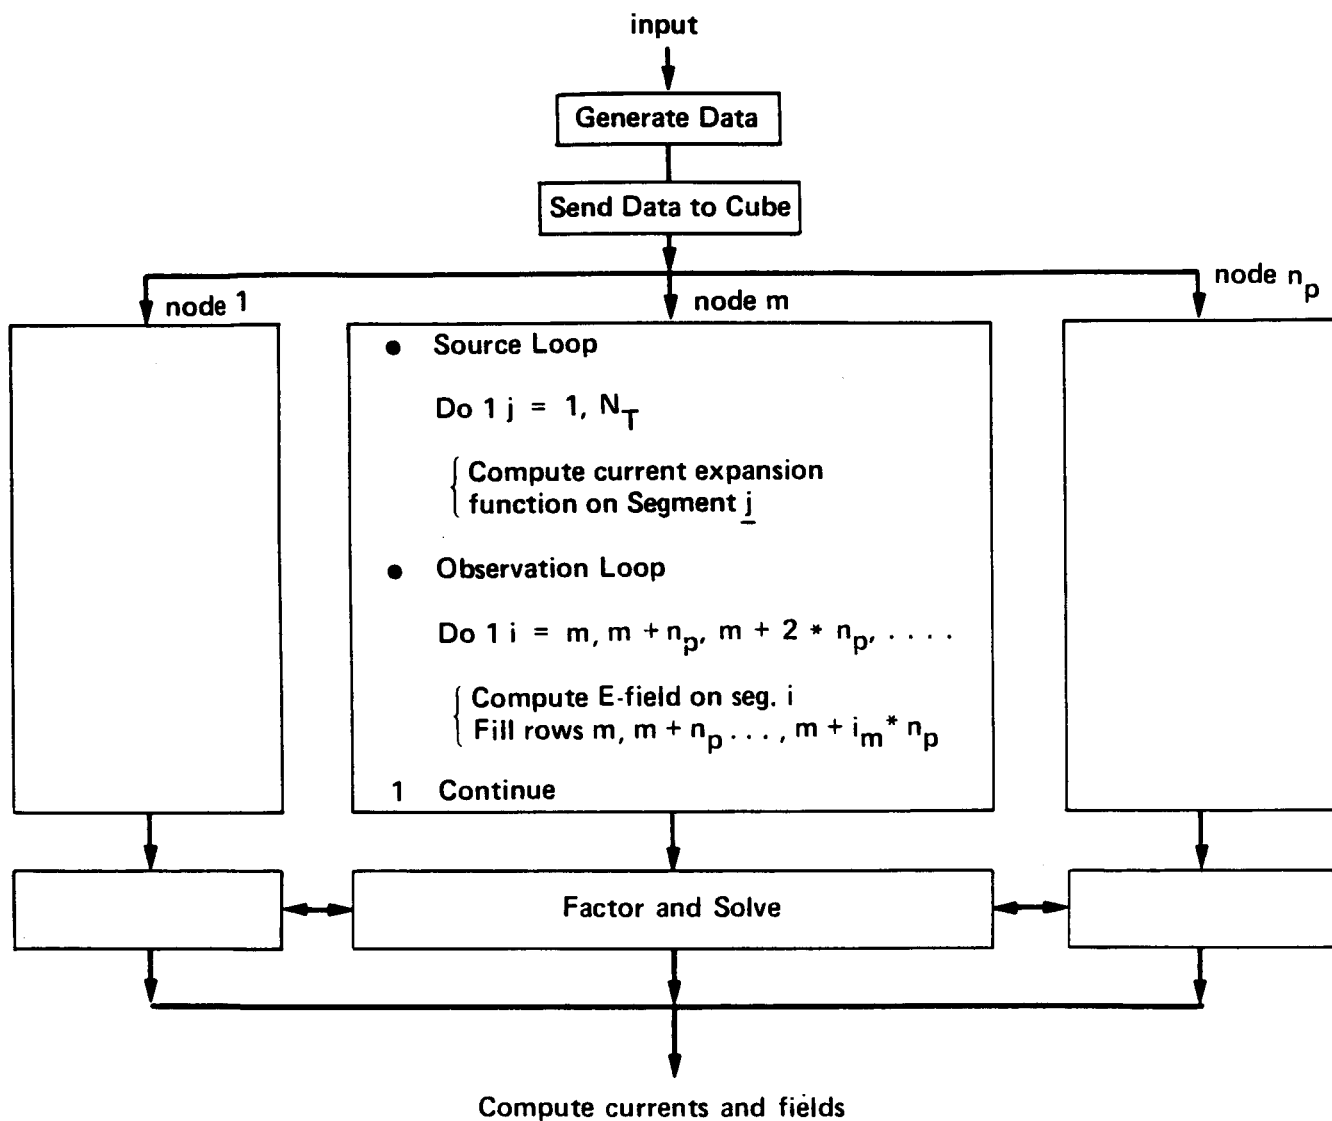 input
Generate Data
Send Data to Cube
node 1
node m
node n_p
● Source Loop
Do 1 j = 1, N_T
Compute current expansion
function on Segment j
● Observation Loop
Do 1 i = m, m + n_p, m + 2 * n_p, . . . .
Compute E-field on seg. i
Fill rows m, m + n_p . . . , m + i_m * n_p
1 Continue
Factor and Solve
Compute currents and fields